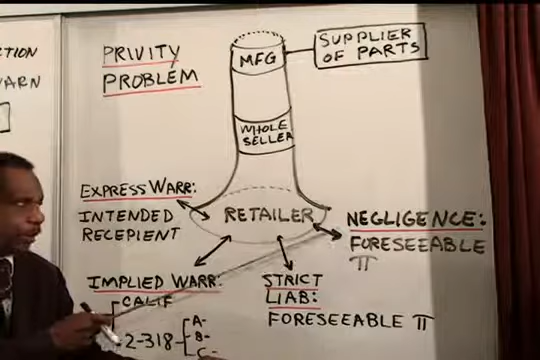 CTION
WARN
PRIVITY
PROBLEM
MFG
SUPPLIER
OF PARTS
WHOLE
SELLER
EXPRESS WARR:
INTENDED
RECEPIENT
RETAILER
NEGLIGENCE:
FORESEEABLE
π
IMPLIED WARR:
CALIF
2-318
A-
B-
C-
STRICT
LIAB:
FORESEEABLE π